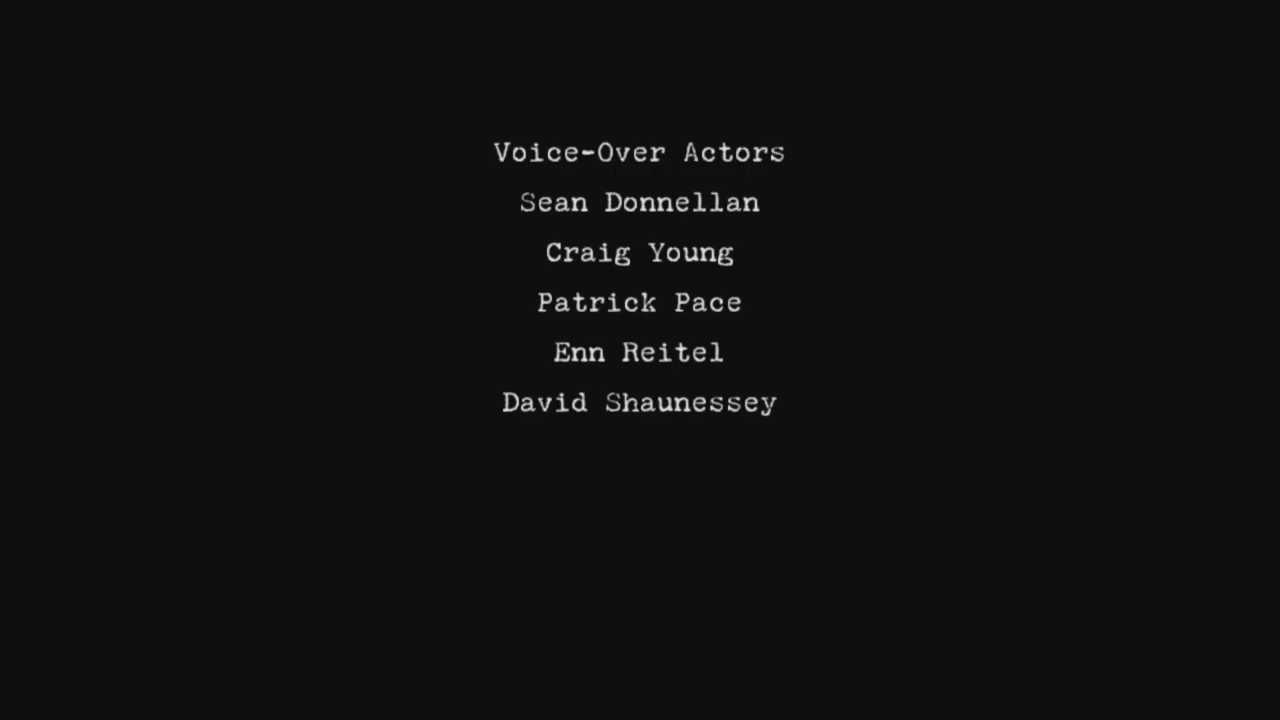 Voice-Over Actors
Sean Donnellan
Craig Young
Patrick Pace
Enn Reitel
David Shaunessey